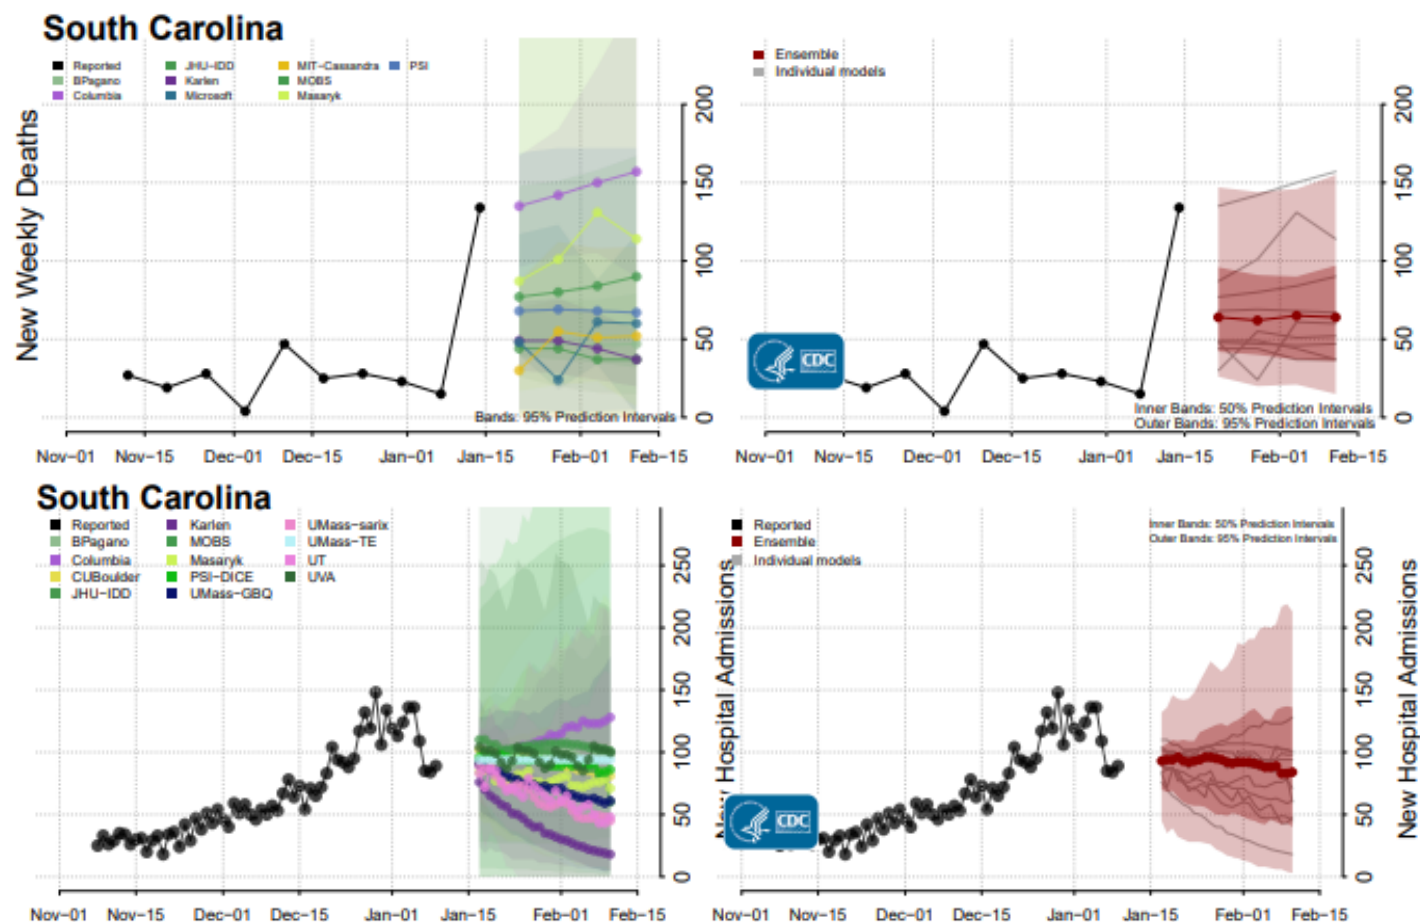 South Carolina
Reported
BPagano
Columbia
JHU-IDD
Karlen
Microsoft
MIT-Cassandra
MOBS
Masaryk
PSI
New Weekly Deaths
200
150
100
50
0
Bands: 95% Prediction Intervals
Nov-01 Nov-15 Dec-01 Dec-15 Jan-01 Jan-15 Feb-01 Feb-15
Ensemble
Individual models
200
150
100
50
0
CDC
Inner Bands: 50% Prediction Intervals
Outer Bands: 95% Prediction Intervals
Nov-01 Nov-15 Dec-01 Dec-15 Jan-01 Jan-15 Feb-01 Feb-15
South Carolina
Reported
BPagano
Columbia
CUBoulder
JHU-IDD
Karlen
MOBS
Masaryk
PSI-DICE
UMass-GBQ
UMass-sarix
UMass-TE
UT
UVA
250
200
150
100
50
0
New Hospital Admissions
Nov-01 Nov-15 Dec-01 Dec-15 Jan-01 Jan-15 Feb-01 Feb-15
Reported
Ensemble
Individual models
Inner Bands: 50% Prediction Intervals
Outer Bands: 95% Prediction Intervals
250
200
150
100
50
0
New Hospital Admissions
CDC
Nov-01 Nov-15 Dec-01 Dec-15 Jan-01 Jan-15 Feb-01 Feb-15